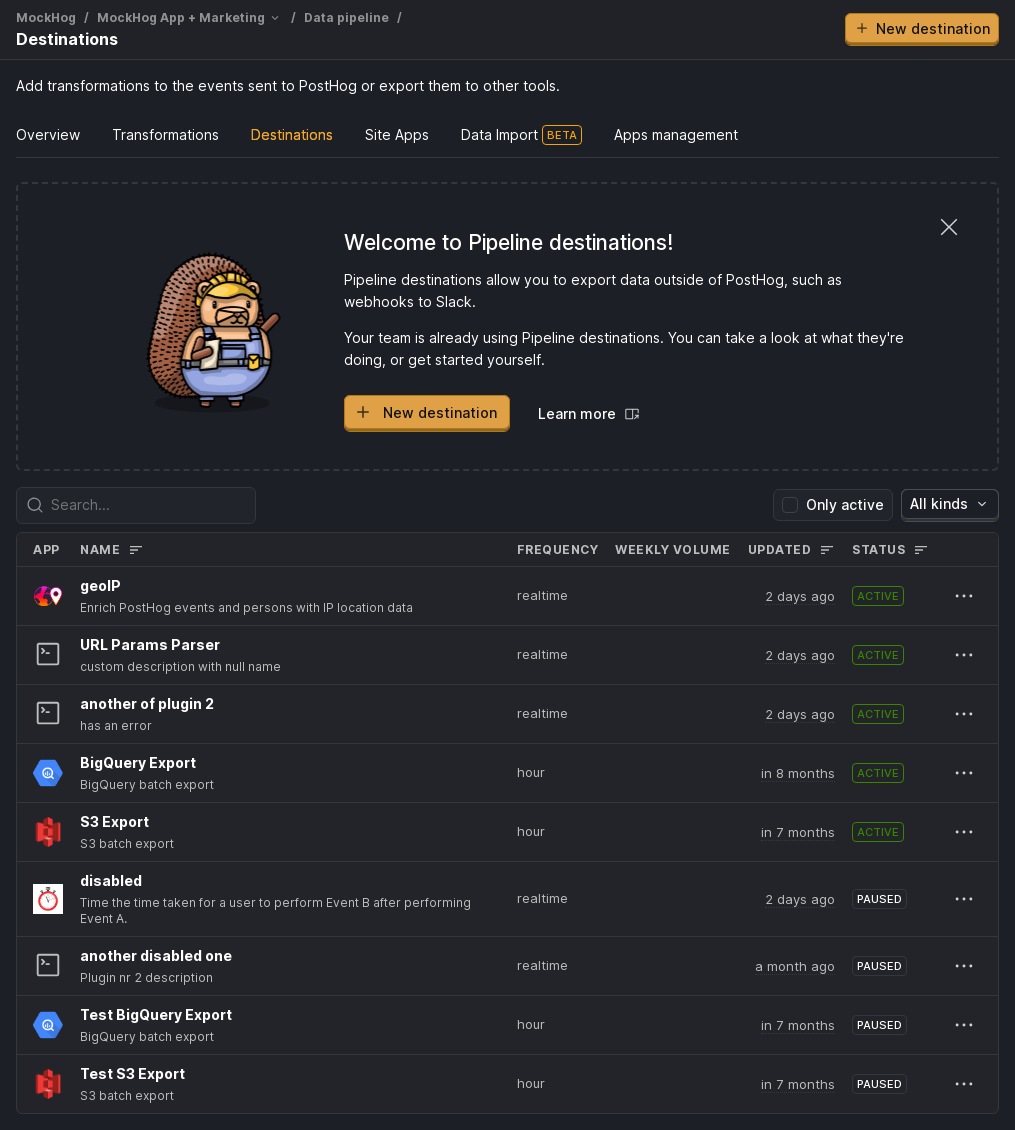 MockHog / MockHog App + Marketing / Data pipeline /
Destinations
New destination
Add transformations to the events sent to PostHog or export them to other tools.
Overview Transformations Destinations Site Apps Data Import BETA Apps management
Welcome to Pipeline destinations!
Pipeline destinations allow you to export data outside of PostHog, such as
webhooks to Slack.
Your team is already using Pipeline destinations. You can take a look at what they're
doing, or get started yourself.
New destination Learn more
Search... Only active All kinds
APP NAME FREQUENCY WEEKLY VOLUME UPDATED STATUS
geoIP
Enrich PostHog events and persons with IP location data
realtime 2 days ago ACTIVE
URL Params Parser
custom description with null name
realtime 2 days ago ACTIVE
another of plugin 2
has an error
realtime 2 days ago ACTIVE
BigQuery Export
BigQuery batch export
hour in 8 months ACTIVE
S3 Export
S3 batch export
hour in 7 months ACTIVE
disabled
Time the time taken for a user to perform Event B after performing
Event A.
realtime 2 days ago PAUSED
another disabled one
Plugin nr 2 description
realtime a month ago PAUSED
Test BigQuery Export
BigQuery batch export
hour in 7 months PAUSED
Test S3 Export
S3 batch export
hour in 7 months PAUSED